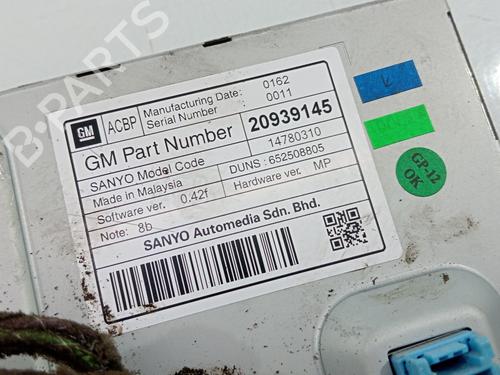 GM
ACBP
Manufacturing Date: 0162
Serial Number : 0011
GM Part Number 20939145
SANYO Model Code 14780310
Made in Malaysia DUNS : 652508805
Software ver. 0.42f Hardware ver. MP
Note: 8b
SANYO Automedia Sdn. Bhd.
GP-12
OK
B-PARTS